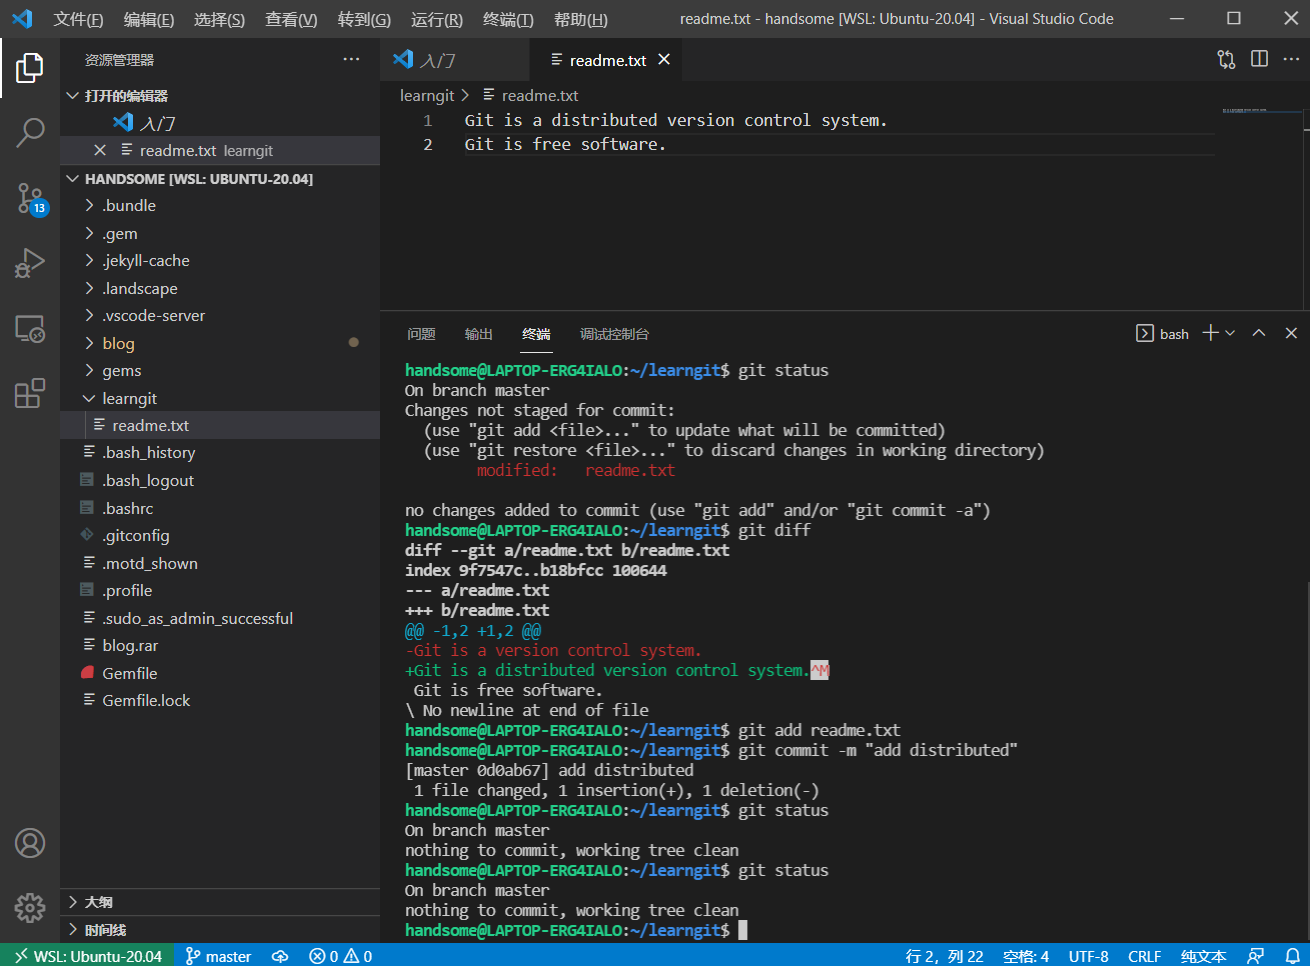 文件(F) 编辑(E) 选择(S) 查看(V) 转到(G) 运行(R) 终端(T) 帮助(H) readme.txt - handsome [WSL: Ubuntu-20.04] - Visual Studio Code
资源管理器
打开的编辑器
入门
readme.txt learngit
HANDSOME [WSL: UBUNTU-20.04]
.bundle
.gem
.jekyll-cache
.landscape
.vscode-server
blog
gems
learngit
readme.txt
.bash_history
.bash_logout
.bashrc
.gitconfig
.motd_shown
.profile
.sudo_as_admin_successful
blog.rar
Gemfile
Gemfile.lock
大纲
时间线
13
入门 readme.txt
learngit > readme.txt
1 Git is a distributed version control system.
2 Git is free software.
问题 输出 终端 调试控制台 bash
handsome@LAPTOP-ERG4IALO:~/learngit$ git status
On branch master
Changes not staged for commit:
(use "git add <file>..." to update what will be committed)
(use "git restore <file>..." to discard changes in working directory)
modified: readme.txt
no changes added to commit (use "git add" and/or "git commit -a")
handsome@LAPTOP-ERG4IALO:~/learngit$ git diff
diff --git a/readme.txt b/readme.txt
index 9f7547c..b18bfcc 100644
--- a/readme.txt
+++ b/readme.txt
@@ -1,2 +1,2 @@
-Git is a version control system.
+Git is a distributed version control system.^M
Git is free software.
\ No newline at end of file
handsome@LAPTOP-ERG4IALO:~/learngit$ git add readme.txt
handsome@LAPTOP-ERG4IALO:~/learngit$ git commit -m "add distributed"
[master 0d0ab67] add distributed
1 file changed, 1 insertion(+), 1 deletion(-)
handsome@LAPTOP-ERG4IALO:~/learngit$ git status
On branch master
nothing to commit, working tree clean
handsome@LAPTOP-ERG4IALO:~/learngit$ git status
On branch master
nothing to commit, working tree clean
handsome@LAPTOP-ERG4IALO:~/learngit$
WSL: Ubuntu-20.04 master 0 0 行 2，列 22 空格: 4 UTF-8 CRLF 纯文本